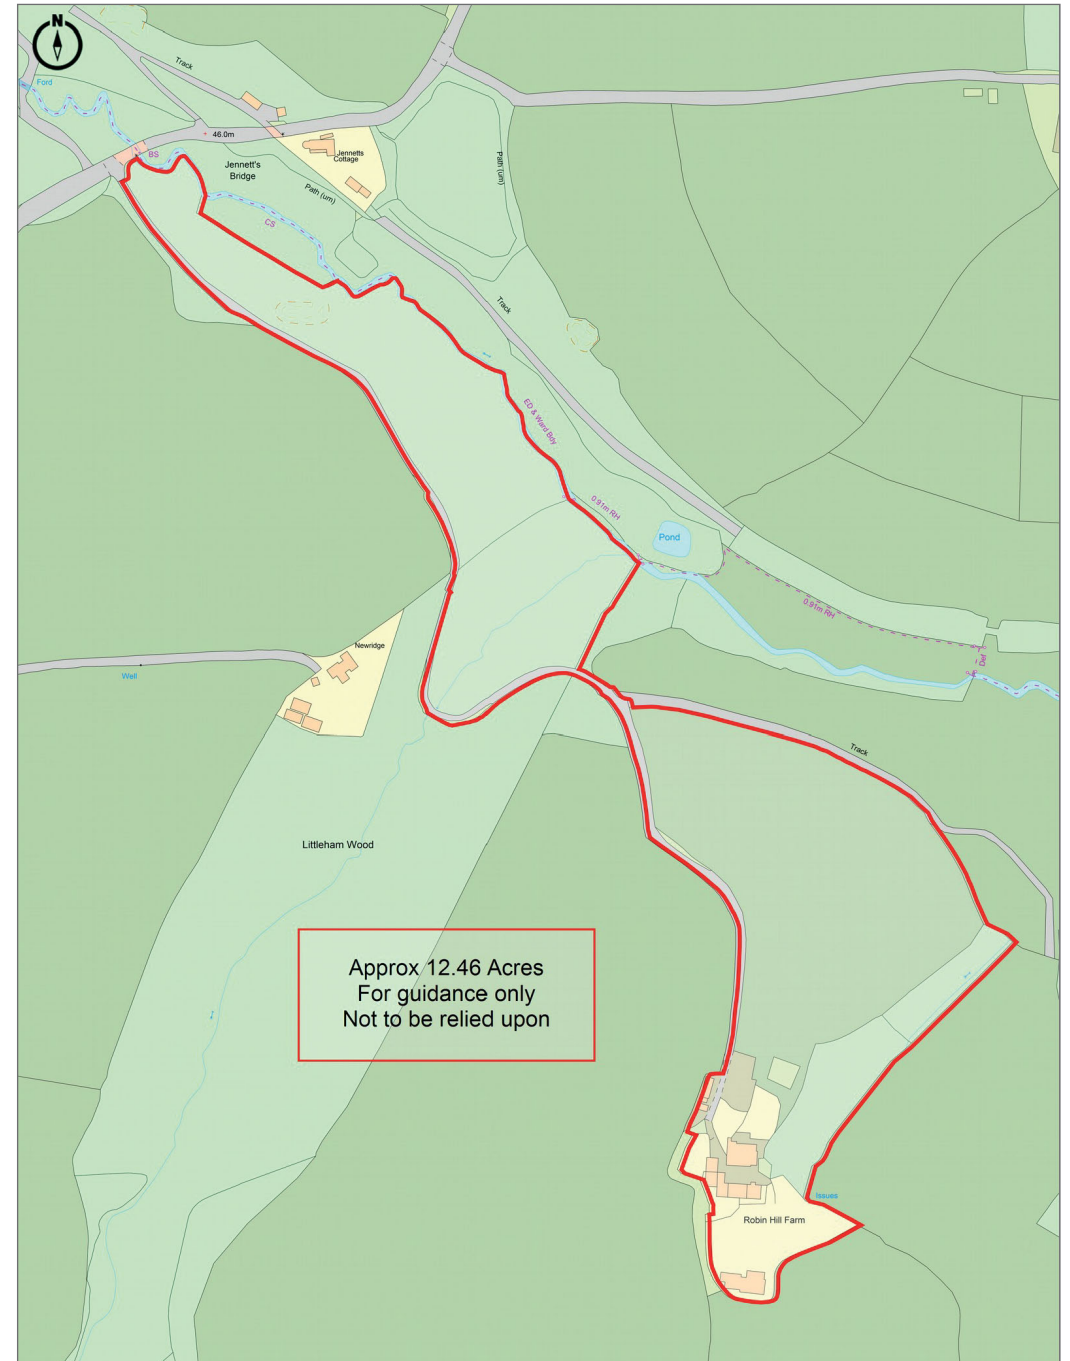 N
Track
Ford
46.0m
BS
Jennett's
Bridge
Jennetts
Cottage
Path (um)
Path (um)
CS
Track
ED & Ward Bdy
0.91m RH
Pond
0.91m RH
Def
Newridge
Well
Track
Littleham Wood
Approx 12.46 Acres
For guidance only
Not to be relied upon
Issues
Robin Hill Farm